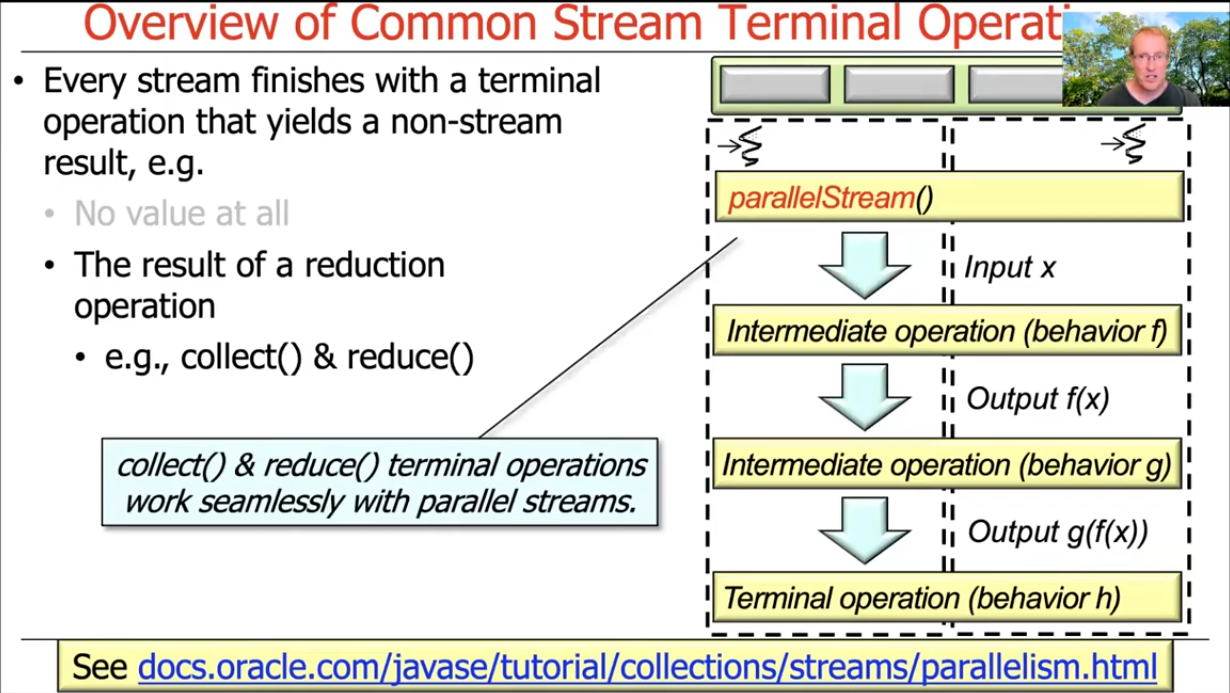 Overview of Common Stream Terminal Operati
• Every stream finishes with a terminal
operation that yields a non-stream
result, e.g.
• No value at all
• The result of a reduction
operation
• e.g., collect() & reduce()
collect() & reduce() terminal operations
work seamlessly with parallel streams.
parallelStream()
Input x
Intermediate operation (behavior f)
Output f(x)
Intermediate operation (behavior g)
Output g(f(x))
Terminal operation (behavior h)
See docs.oracle.com/javase/tutorial/collections/streams/parallelism.html